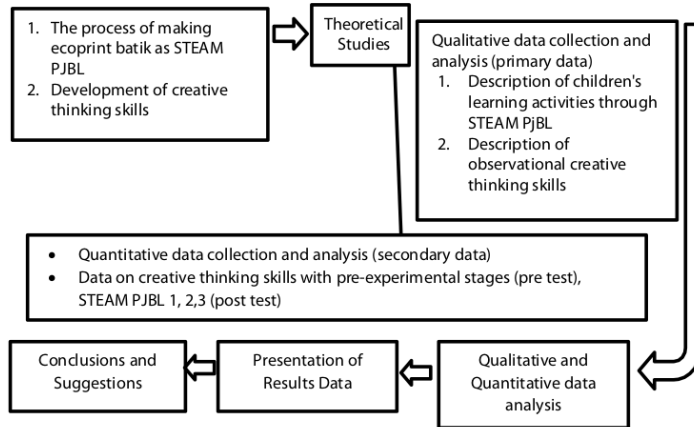 1. The process of making
ecoprint batik as STEAM
PJBL
2. Development of creative
thinking skills
Theoretical
Studies
Qualitative data collection and
analysis (primary data)
1. Description of children's
learning activities through
STEAM PjBL
2. Description of
observational creative
thinking skills
• Quantitative data collection and analysis (secondary data)
• Data on creative thinking skills with pre-experimental stages (pre test),
STEAM PJBL 1, 2,3 (post test)
Conclusions and
Suggestions
Presentation of
Results Data
Qualitative and
Quantitative data
analysis